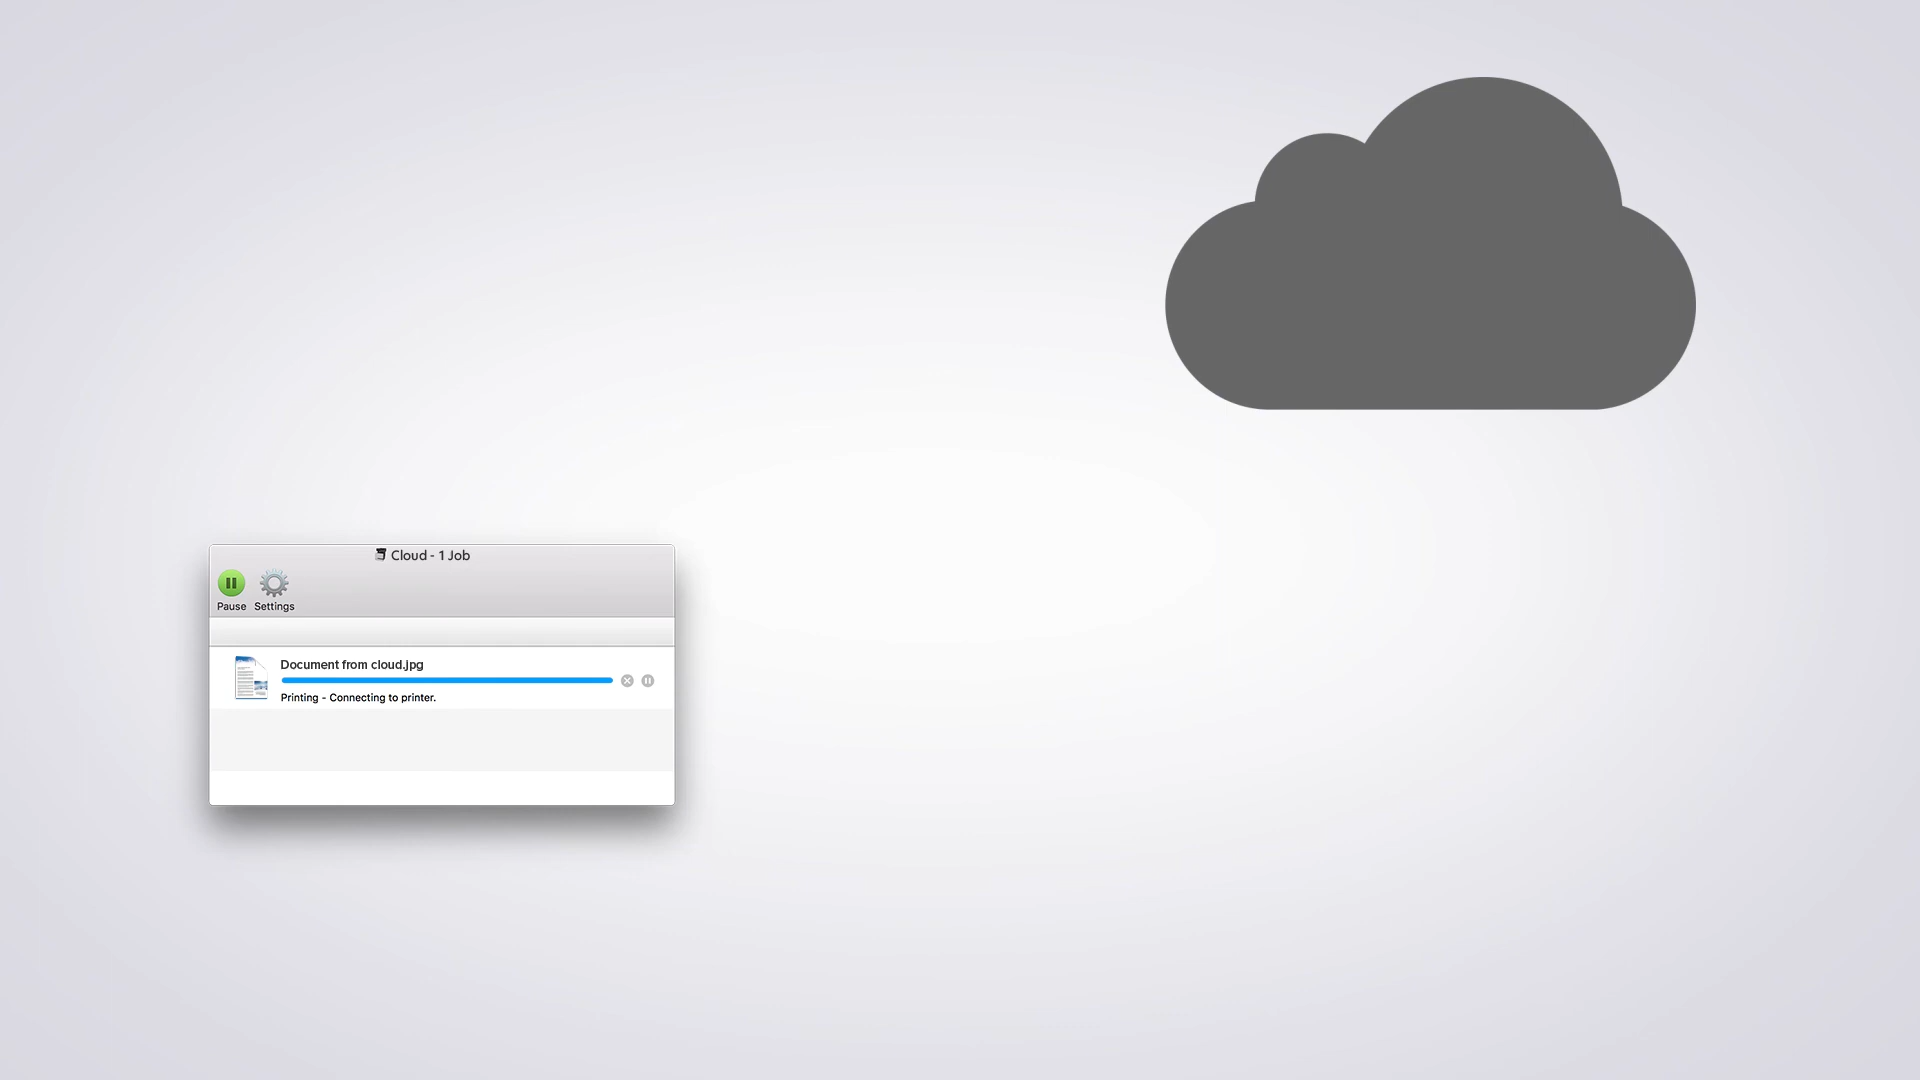 Cloud - 1 Job
Pause Settings
Document from cloud.jpg
Printing - Connecting to printer.